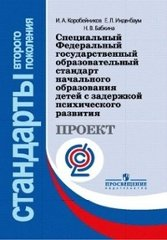 стандарты
второго
поколения
И. А. Коробейников Е. Л. Инденбаум
Н. В. Бабкина
Специальный
Федеральный
государственный
образовательный
стандарт
начального
образования
детей с задержкой
психического
развития
ПРОЕКТ
ПРОСВЕЩЕНИЕ
ИЗДАТЕЛЬСТВО